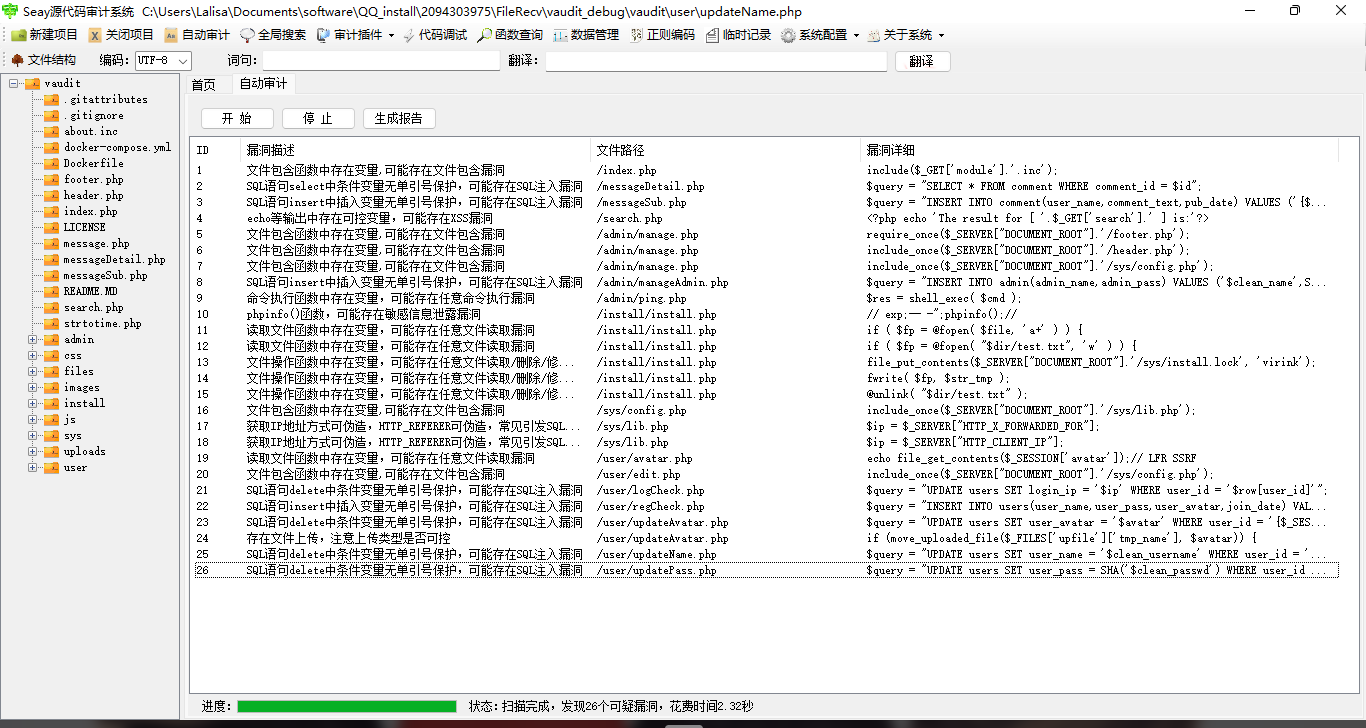 Seay源代码审计系统 C:\Users\Lalisa\Documents\software\QQ_install\2094303975\FileRecv\vaudit_debug\vaudit\user\updateName.php
新建项目 关闭项目 自动审计 全局搜索 审计插件 代码调试 函数查询 数据管理 正则编码 临时记录 系统配置 关于系统
文件结构 编码: UTF-8 词句: 翻译: 翻译
首页 自动审计
vaudit
.gitattributes
.gitignore
about.inc
docker-compose.yml
Dockerfile
footer.php
header.php
index.php
LICENSE
message.php
messageDetail.php
messageSub.php
README.MD
search.php
strtotime.php
admin
css
files
images
install
js
sys
uploads
user
开 始 停 止 生成报告
ID 漏洞描述 文件路径 漏洞详细
1 文件包含函数中存在变量,可能存在文件包含漏洞 /index.php include($_GET['module'].'.inc');
2 SQL语句select中条件变量无单引号保护，可能存在SQL注入漏洞 /messageDetail.php $query = "SELECT * FROM comment WHERE comment_id = $id";
3 SQL语句insert中插入变量无单引号保护，可能存在SQL注入漏洞 /messageSub.php $query = "INSERT INTO comment(user_name,comment_text,pub_date) VALUES ('{$...
4 echo等输出中存在可控变量，可能存在XSS漏洞 /search.php <?php echo 'The result for [ '.$_GET['search'].' ] is:'?>
5 文件包含函数中存在变量,可能存在文件包含漏洞 /admin/manage.php require_once($_SERVER["DOCUMENT_ROOT"].'/footer.php');
6 文件包含函数中存在变量,可能存在文件包含漏洞 /admin/manage.php include_once($_SERVER["DOCUMENT_ROOT"].'/header.php');
7 文件包含函数中存在变量,可能存在文件包含漏洞 /admin/manage.php include_once($_SERVER["DOCUMENT_ROOT"].'/sys/config.php');
8 SQL语句insert中插入变量无单引号保护，可能存在SQL注入漏洞 /admin/manageAdmin.php $query = "INSERT INTO admin(admin_name,admin_pass) VALUES ('$clean_name',S...
9 命令执行函数中存在变量，可能存在任意命令执行漏洞 /admin/ping.php $res = shell_exec( $cmd );
10 phpinfo()函数，可能存在敏感信息泄露漏洞 /install/install.php // exp;-- -";phpinfo();//
11 读取文件函数中存在变量，可能存在任意文件读取漏洞 /install/install.php if ( $fp = @fopen( $file, 'a+' ) ) {
12 读取文件函数中存在变量，可能存在任意文件读取漏洞 /install/install.php if ( $fp = @fopen( "$dir/test.txt", 'w' ) ) {
13 文件操作函数中存在变量，可能存在任意文件读取/删除/修... /install/install.php file_put_contents($_SERVER["DOCUMENT_ROOT"].'/sys/install.lock', 'virink');
14 文件操作函数中存在变量，可能存在任意文件读取/删除/修... /install/install.php fwrite( $fp, $str_tmp );
15 文件操作函数中存在变量，可能存在任意文件读取/删除/修... /install/install.php @unlink( "$dir/test.txt" );
16 文件包含函数中存在变量,可能存在文件包含漏洞 /sys/config.php include_once($_SERVER["DOCUMENT_ROOT"].'/sys/lib.php');
17 获取IP地址方式可伪造，HTTP_REFERER可伪造，常见引发SQL... /sys/lib.php $ip = $_SERVER["HTTP_X_FORWARDED_FOR"];
18 获取IP地址方式可伪造，HTTP_REFERER可伪造，常见引发SQL... /sys/lib.php $ip = $_SERVER["HTTP_CLIENT_IP"];
19 读取文件函数中存在变量，可能存在任意文件读取漏洞 /user/avatar.php echo file_get_contents($_SESSION['avatar']);// LFR SSRF
20 文件包含函数中存在变量,可能存在文件包含漏洞 /user/edit.php include_once($_SERVER["DOCUMENT_ROOT"].'/sys/config.php');
21 SQL语句delete中条件变量无单引号保护，可能存在SQL注入漏洞 /user/logCheck.php $query = "UPDATE users SET login_ip = '$ip' WHERE user_id = '$row[user_id]'";
22 SQL语句insert中插入变量无单引号保护，可能存在SQL注入漏洞 /user/regCheck.php $query = "INSERT INTO users(user_name,user_pass,user_avatar,join_date) VAL...
23 SQL语句delete中条件变量无单引号保护，可能存在SQL注入漏洞 /user/updateAvatar.php $query = "UPDATE users SET user_avatar = '$avatar' WHERE user_id = '{$_SES...
24 存在文件上传，注意上传类型是否可控 /user/updateAvatar.php if (move_uploaded_file($_FILES['upfile']['tmp_name'], $avatar)) {
25 SQL语句delete中条件变量无单引号保护，可能存在SQL注入漏洞 /user/updateName.php $query = "UPDATE users SET user_name = '$clean_username' WHERE user_id = '...
26 SQL语句delete中条件变量无单引号保护，可能存在SQL注入漏洞 /user/updatePass.php $query = "UPDATE users SET user_pass = SHA('$clean_passwd') WHERE user_id ...
进度: 状态:扫描完成，发现26个可疑漏洞，花费时间2.32秒